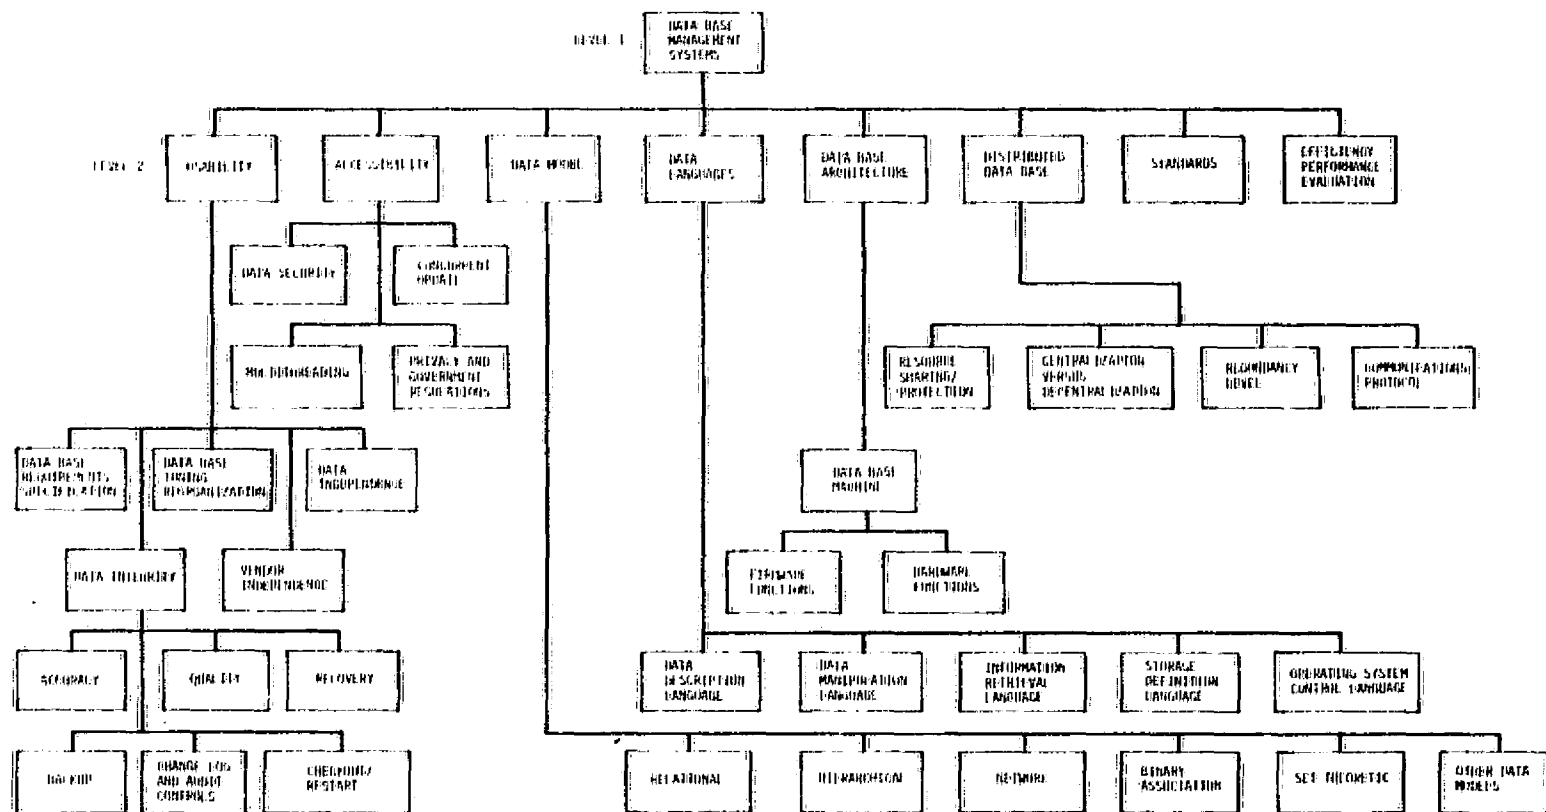 LEVEL 1
DATA BASE
MANAGEMENT
SYSTEMS
LEVEL 2
USABILITY
ACCESSIBILITY
DATA MODEL
DATA
LANGUAGES
DATA BASE
ARCHITECTURE
DISTRIBUTED
DATA BASE
STANDARDS
EFFICIENCY
PERFORMANCE
EVALUATION
DATA SECURITY
CONCURRENT
UPDATE
MULTITHREADING
PRIVACY AND
GOVERNMENT
REGULATIONS
RESOURCE
SHARING/
PROTECTION
CENTRALIZATION
VERSUS
DECENTRALIZATION
REDUNDANCY
LEVEL
COMMUNICATIONS
PROTOCOL
DATA BASE
REQUIREMENTS
SPECIFICATION
DATA BASE
TUNING
REORGANIZATION
DATA
INDEPENDENCE
DATA BASE
MACHINE
DATA INTEGRITY
VENDOR
INDEPENDENCE
FIRMWARE
FUNCTIONS
HARDWARE
FUNCTIONS
ACCURACY
QUALITY
RECOVERY
DATA
DESCRIPTION
LANGUAGE
DATA
MANIPULATION
LANGUAGE
INFORMATION
RETRIEVAL
LANGUAGE
STORAGE
DEFINITION
LANGUAGE
OPERATING SYSTEM
CONTROL LANGUAGE
BACKUP
CHANGE LOG
AND AUDIT
CONTROLS
CHECKPOINT/
RESTART
RELATIONAL
HIERARCHICAL
NETWORK
BINARY
ASSOCIATION
SET THEORETIC
OTHER DATA
MODELS